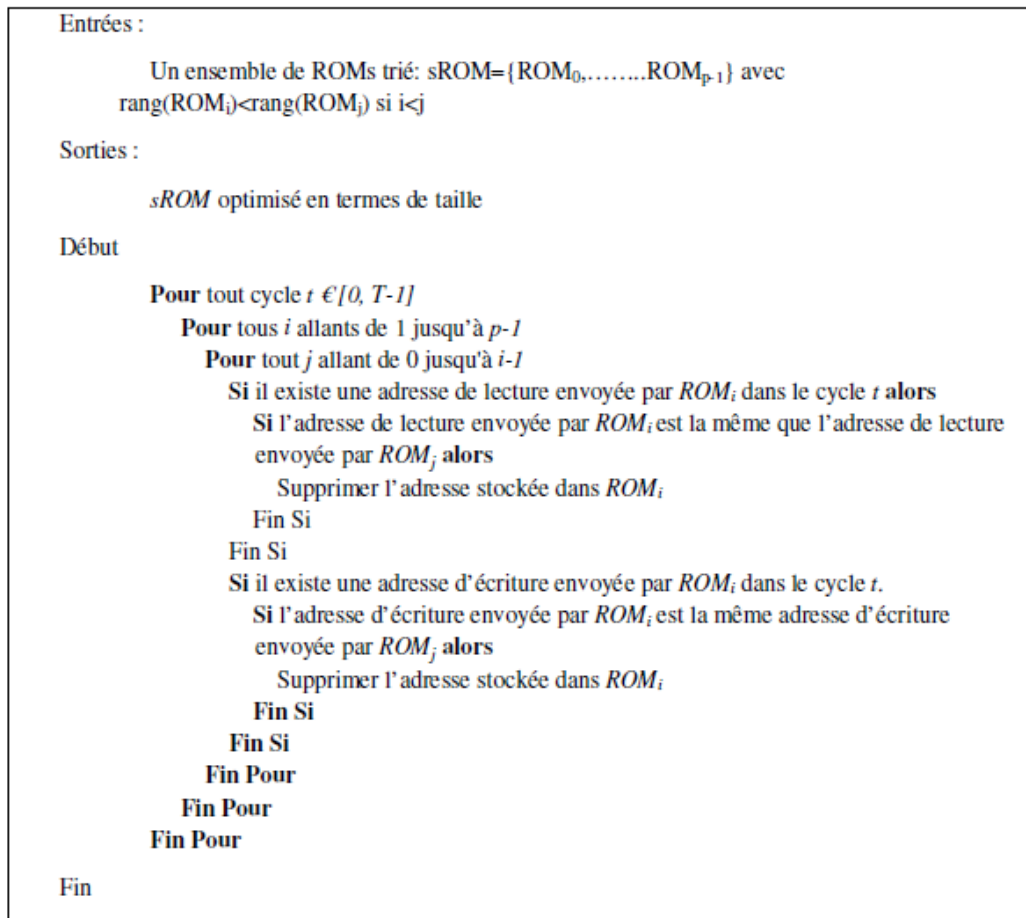 Entrées :
Un ensemble de ROMs trié: sROM={ROM₀,........ROMₚ₋₁} avec
rang(ROMᵢ)<rang(ROMⱼ) si i<j
Sorties :
sROM optimisé en termes de taille
Début
Pour tout cycle t €[0, T-1]
Pour tous i allants de 1 jusqu’à p-1
Pour tout j allant de 0 jusqu'à i-1
Si il existe une adresse de lecture envoyée par ROMᵢ dans le cycle t alors
Si l’adresse de lecture envoyée par ROMᵢ est la même que l’adresse de lecture
envoyée par ROMⱼ alors
Supprimer l’adresse stockée dans ROMᵢ
Fin Si
Fin Si
Si il existe une adresse d’écriture envoyée par ROMᵢ dans le cycle t.
Si l’adresse d’écriture envoyée par ROMᵢ est la même adresse d’écriture
envoyée par ROMⱼ alors
Supprimer l’adresse stockée dans ROMᵢ
Fin Si
Fin Si
Fin Pour
Fin Pour
Fin Pour
Fin